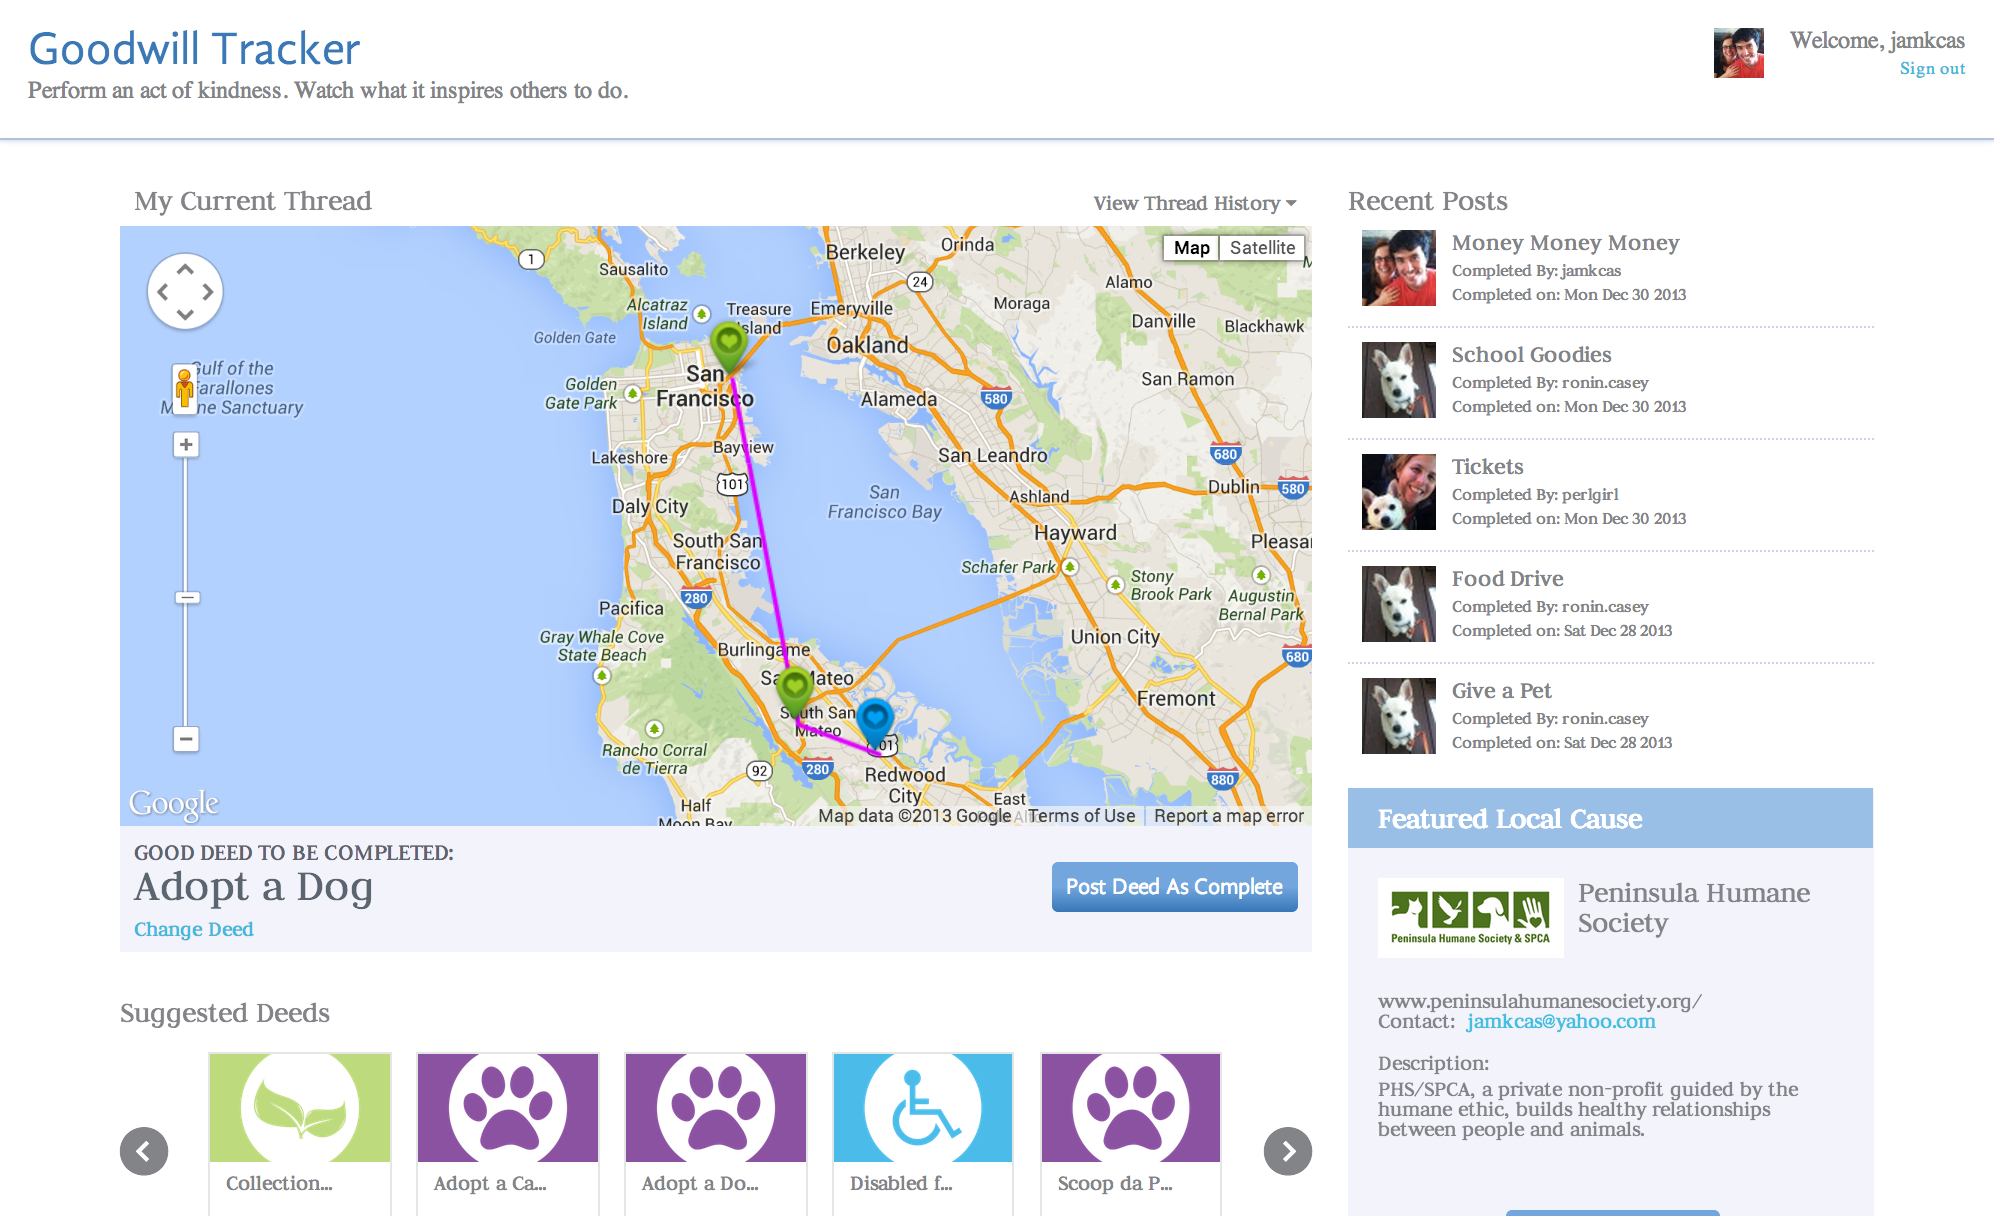 Goodwill Tracker
Perform an act of kindness. Watch what it inspires others to do.
Welcome, jamkcas
Sign out
My Current Thread
View Thread History
Map
Satellite
1
Sausalito
Berkeley
Orinda
24
Alcatraz
Island
Treasure
Island
Emeryville
Moraga
Alamo
Danville
Blackhawk
Golden Gate
Oakland
Gulf of the
Farallones
Marine Sanctuary
Golden
Gate Park
San
Francisco
Alameda
580
San Ramon
Lakeshore
Bayview
San Leandro
680
101
San
Francisco Bay
Ashland
Dublin
580
Daly City
Hayward
South San
Francisco
Pleasa
Schafer Park
Stony
Brook Park
Augustin
Bernal Park
280
Pacifica
Gray Whale Cove
State Beach
Burlingame
Union City
680
San Mateo
Fremont
South San
Mateo
101
Rancho Corral
de Tierra
92
280
Redwood
City
880
Half
Moon Bay
East
Google
Map data ©2013 Google
Terms of Use
Report a map error
GOOD DEED TO BE COMPLETED:
Adopt a Dog
Change Deed
Post Deed As Complete
Suggested Deeds
Collection...
Adopt a Ca...
Adopt a Do...
Disabled f...
Scoop da P...
Recent Posts
Money Money Money
Completed By: jamkcas
Completed on: Mon Dec 30 2013
School Goodies
Completed By: ronin.casey
Completed on: Mon Dec 30 2013
Tickets
Completed By: perlgirl
Completed on: Mon Dec 30 2013
Food Drive
Completed By: ronin.casey
Completed on: Sat Dec 28 2013
Give a Pet
Completed By: ronin.casey
Completed on: Sat Dec 28 2013
Featured Local Cause
Peninsula Humane Society & SPCA
Peninsula Humane
Society
www.peninsulahumanesociety.org/
Contact: jamkcas@yahoo.com
Description:
PHS/SPCA, a private non-profit guided by the
humane ethic, builds healthy relationships
between people and animals.